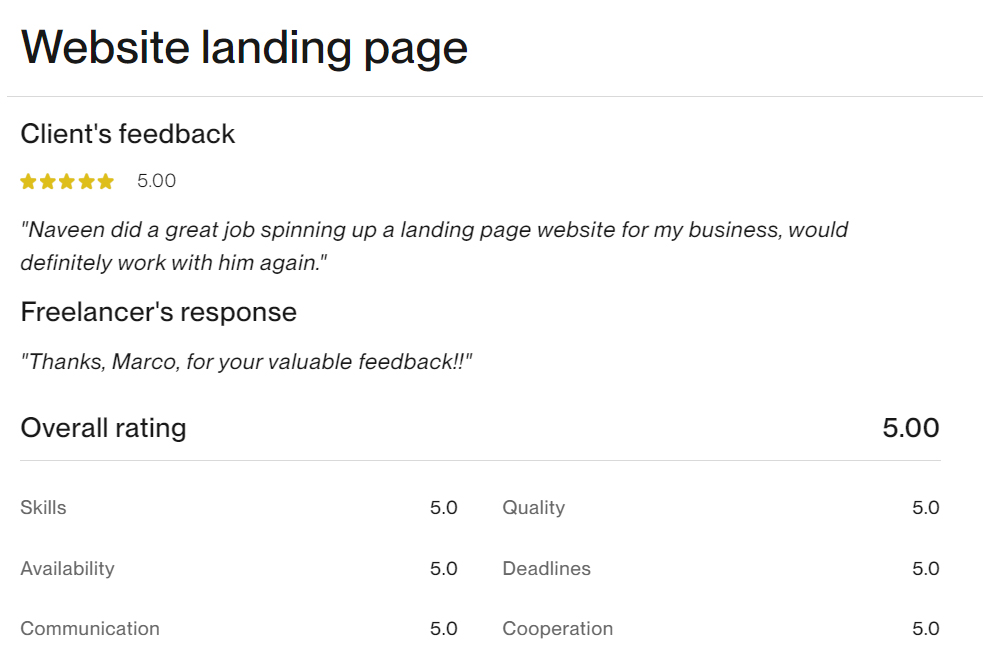 Website landing page
Client's feedback
5.00
"Naveen did a great job spinning up a landing page website for my business, would
definitely work with him again."
Freelancer's response
"Thanks, Marco, for your valuable feedback!!"
Overall rating 5.00
Skills 5.0 Quality 5.0
Availability 5.0 Deadlines 5.0
Communication 5.0 Cooperation 5.0